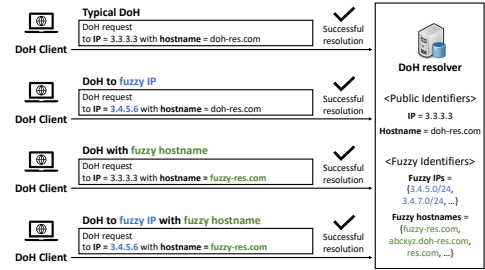 Typical DoH
DoH request
to IP = 3.3.3.3 with hostname = doh-res.com
Successful
resolution
DoH Client
DoH to fuzzy IP
DoH request
to IP = 3.4.5.6 with hostname = doh-res.com
Successful
resolution
DoH Client
DoH with fuzzy hostname
DoH request
to IP = 3.3.3.3 with hostname = fuzzy-res.com
Successful
resolution
DoH Client
DoH to fuzzy IP with fuzzy hostname
DoH request
to IP = 3.4.5.6 with hostname = fuzzy-res.com
Successful
resolution
DoH Client
DoH resolver
<Public Identifiers>
IP = 3.3.3.3
Hostname = doh-res.com
<Fuzzy Identifiers>
Fuzzy IPs =
{3.4.5.0/24,
3.4.7.0/24, ...}
Fuzzy hostnames =
{fuzzy-res.com,
abcxyz.doh-res.com,
res.com, ...}